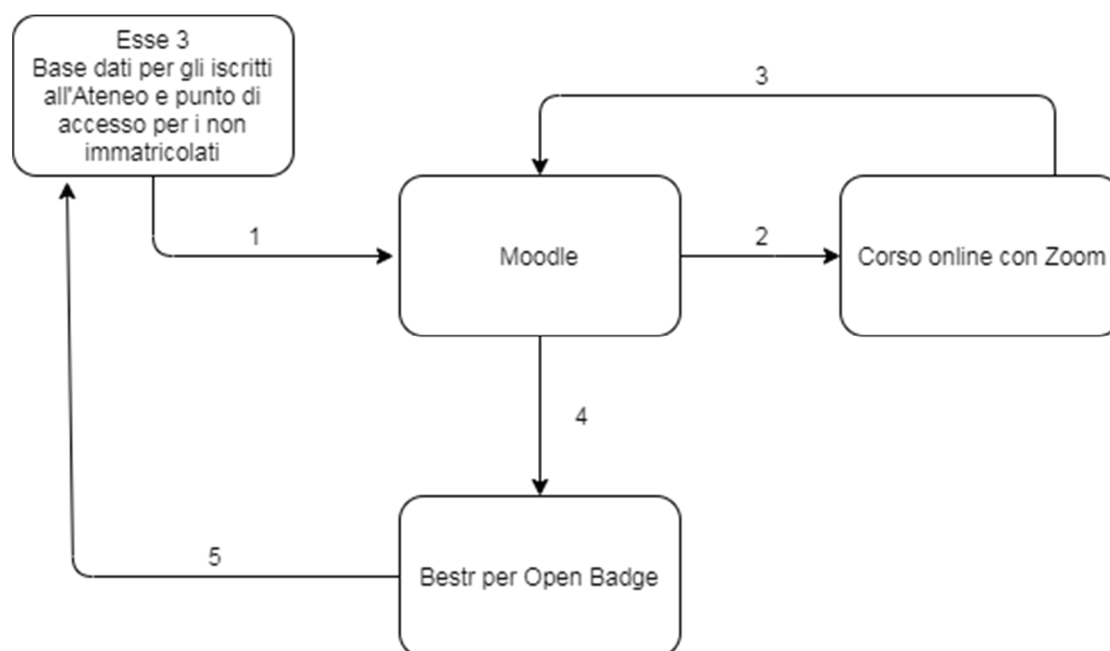 Esse 3
Base dati per gli iscritti
all'Ateneo e punto di
accesso per i non
immatricolati
3
1
Moodle
2
Corso online con Zoom
4
5
Bestr per Open Badge